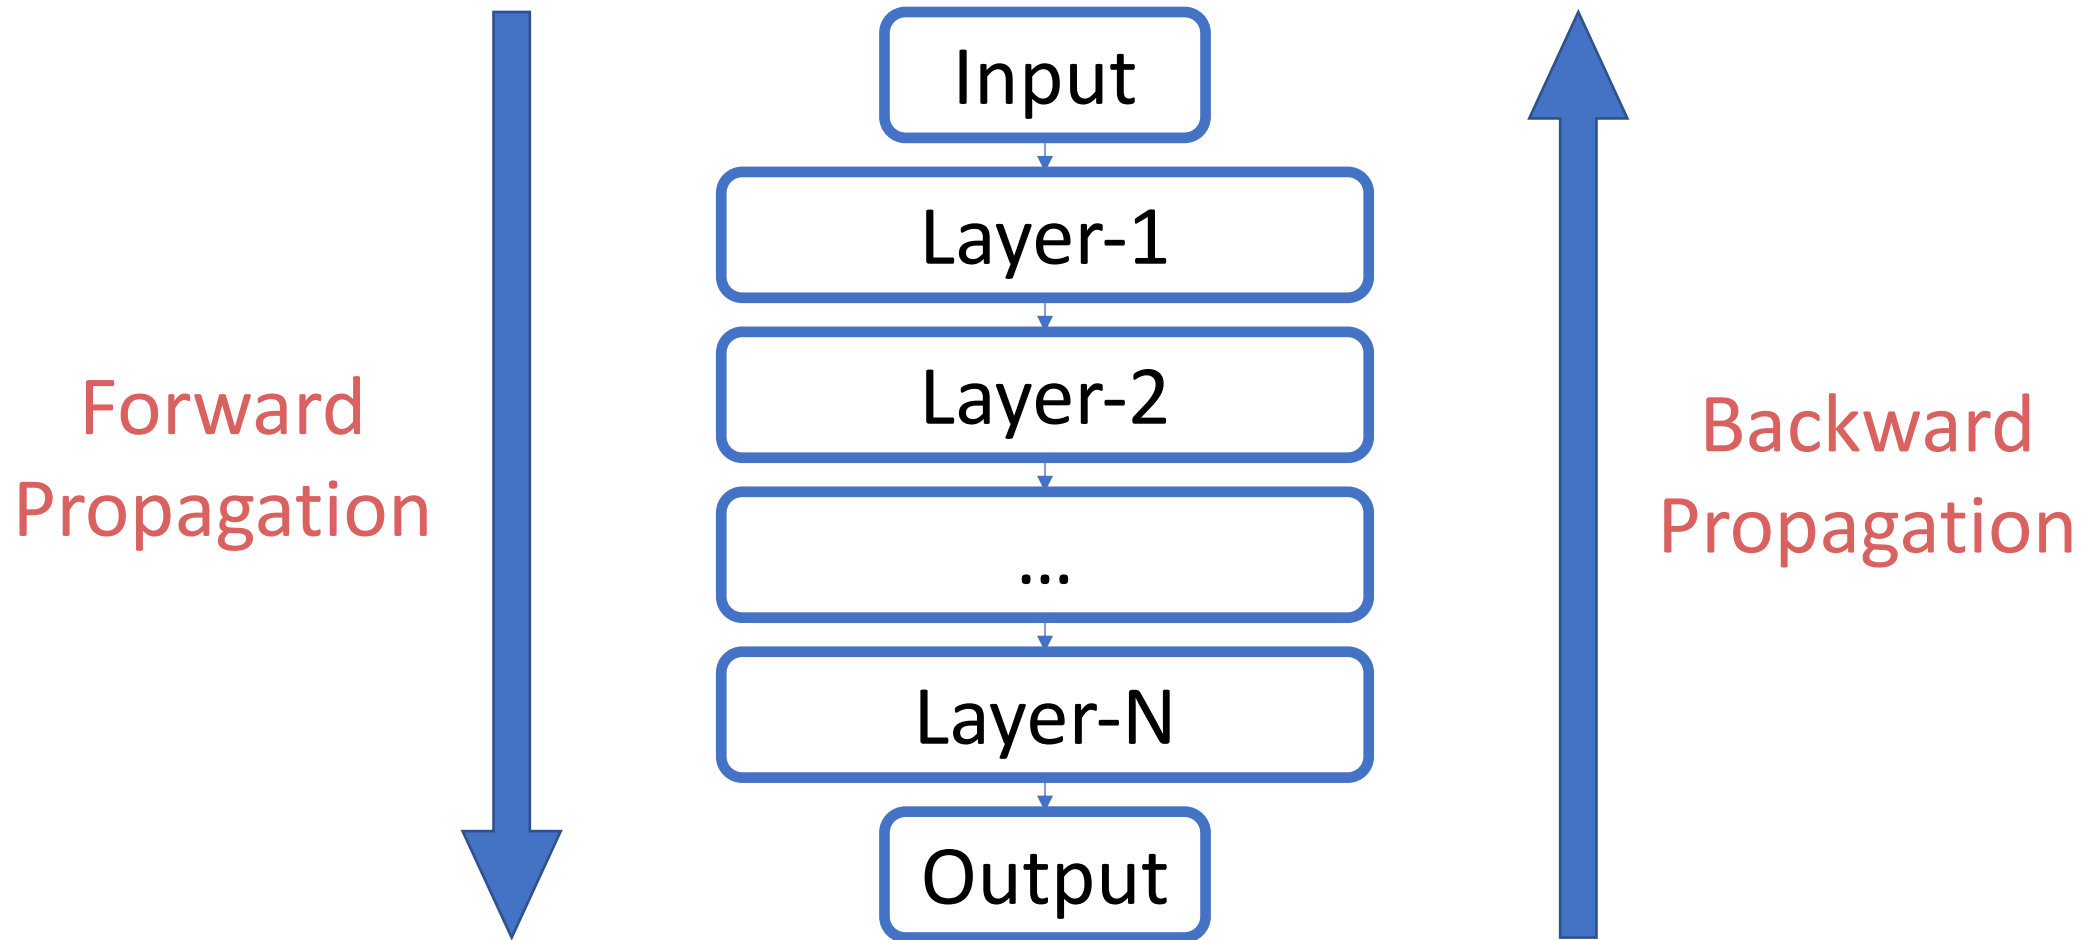 Input
Layer-1
Layer-2
...
Layer-N
Output
Forward
Propagation
Backward
Propagation